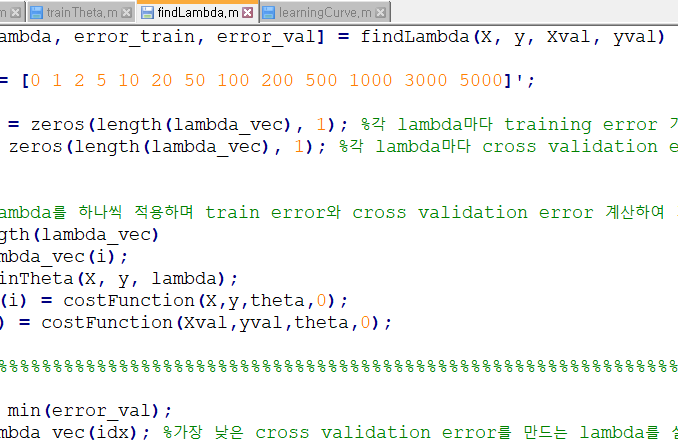 m trainTheta,m findLambda,m learningCurve,m
ambda, error_train, error_val] = findLambda(X, y, Xval, yval)
= [0 1 2 5 10 20 50 100 200 500 1000 3000 5000]';
= zeros(length(lambda_vec), 1); %각 lambda마다 training error
zeros(length(lambda_vec), 1); %각 lambda마다 cross validation e
ambda를 하나씩 적용하며 train error와 cross validation error 계산하여
gth(lambda_vec)
mbda_vec(i);
inTheta(X, y, lambda);
(i) = costFunction(X,y,theta,0);
) = costFunction(Xval,yval,theta,0);
%%%%%%%%%%%%%%%%%%%%%%%%%%%%%%%%%%%%%%%%%%%%%%%%%%%%%%%%
min(error_val);
mbda_vec(idx); %가장 낮은 cross validation error를 만드는 lambda를